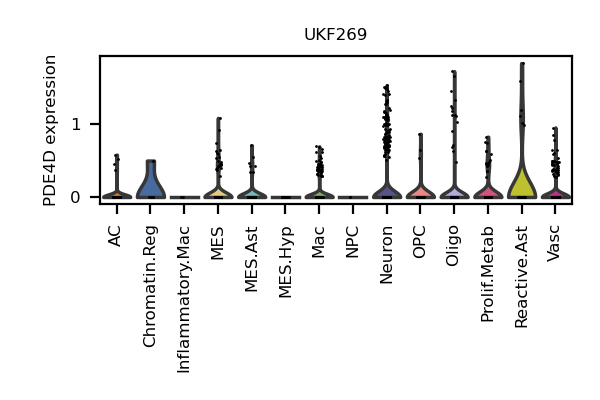 UKF269
PDE4D expression
1
0
AC
Chromatin.Reg
Inflammatory.Mac
MES
MES.Ast
MES.Hyp
Mac
NPC
Neuron
OPC
Oligo
Prolif.Metab
Reactive.Ast
Vasc